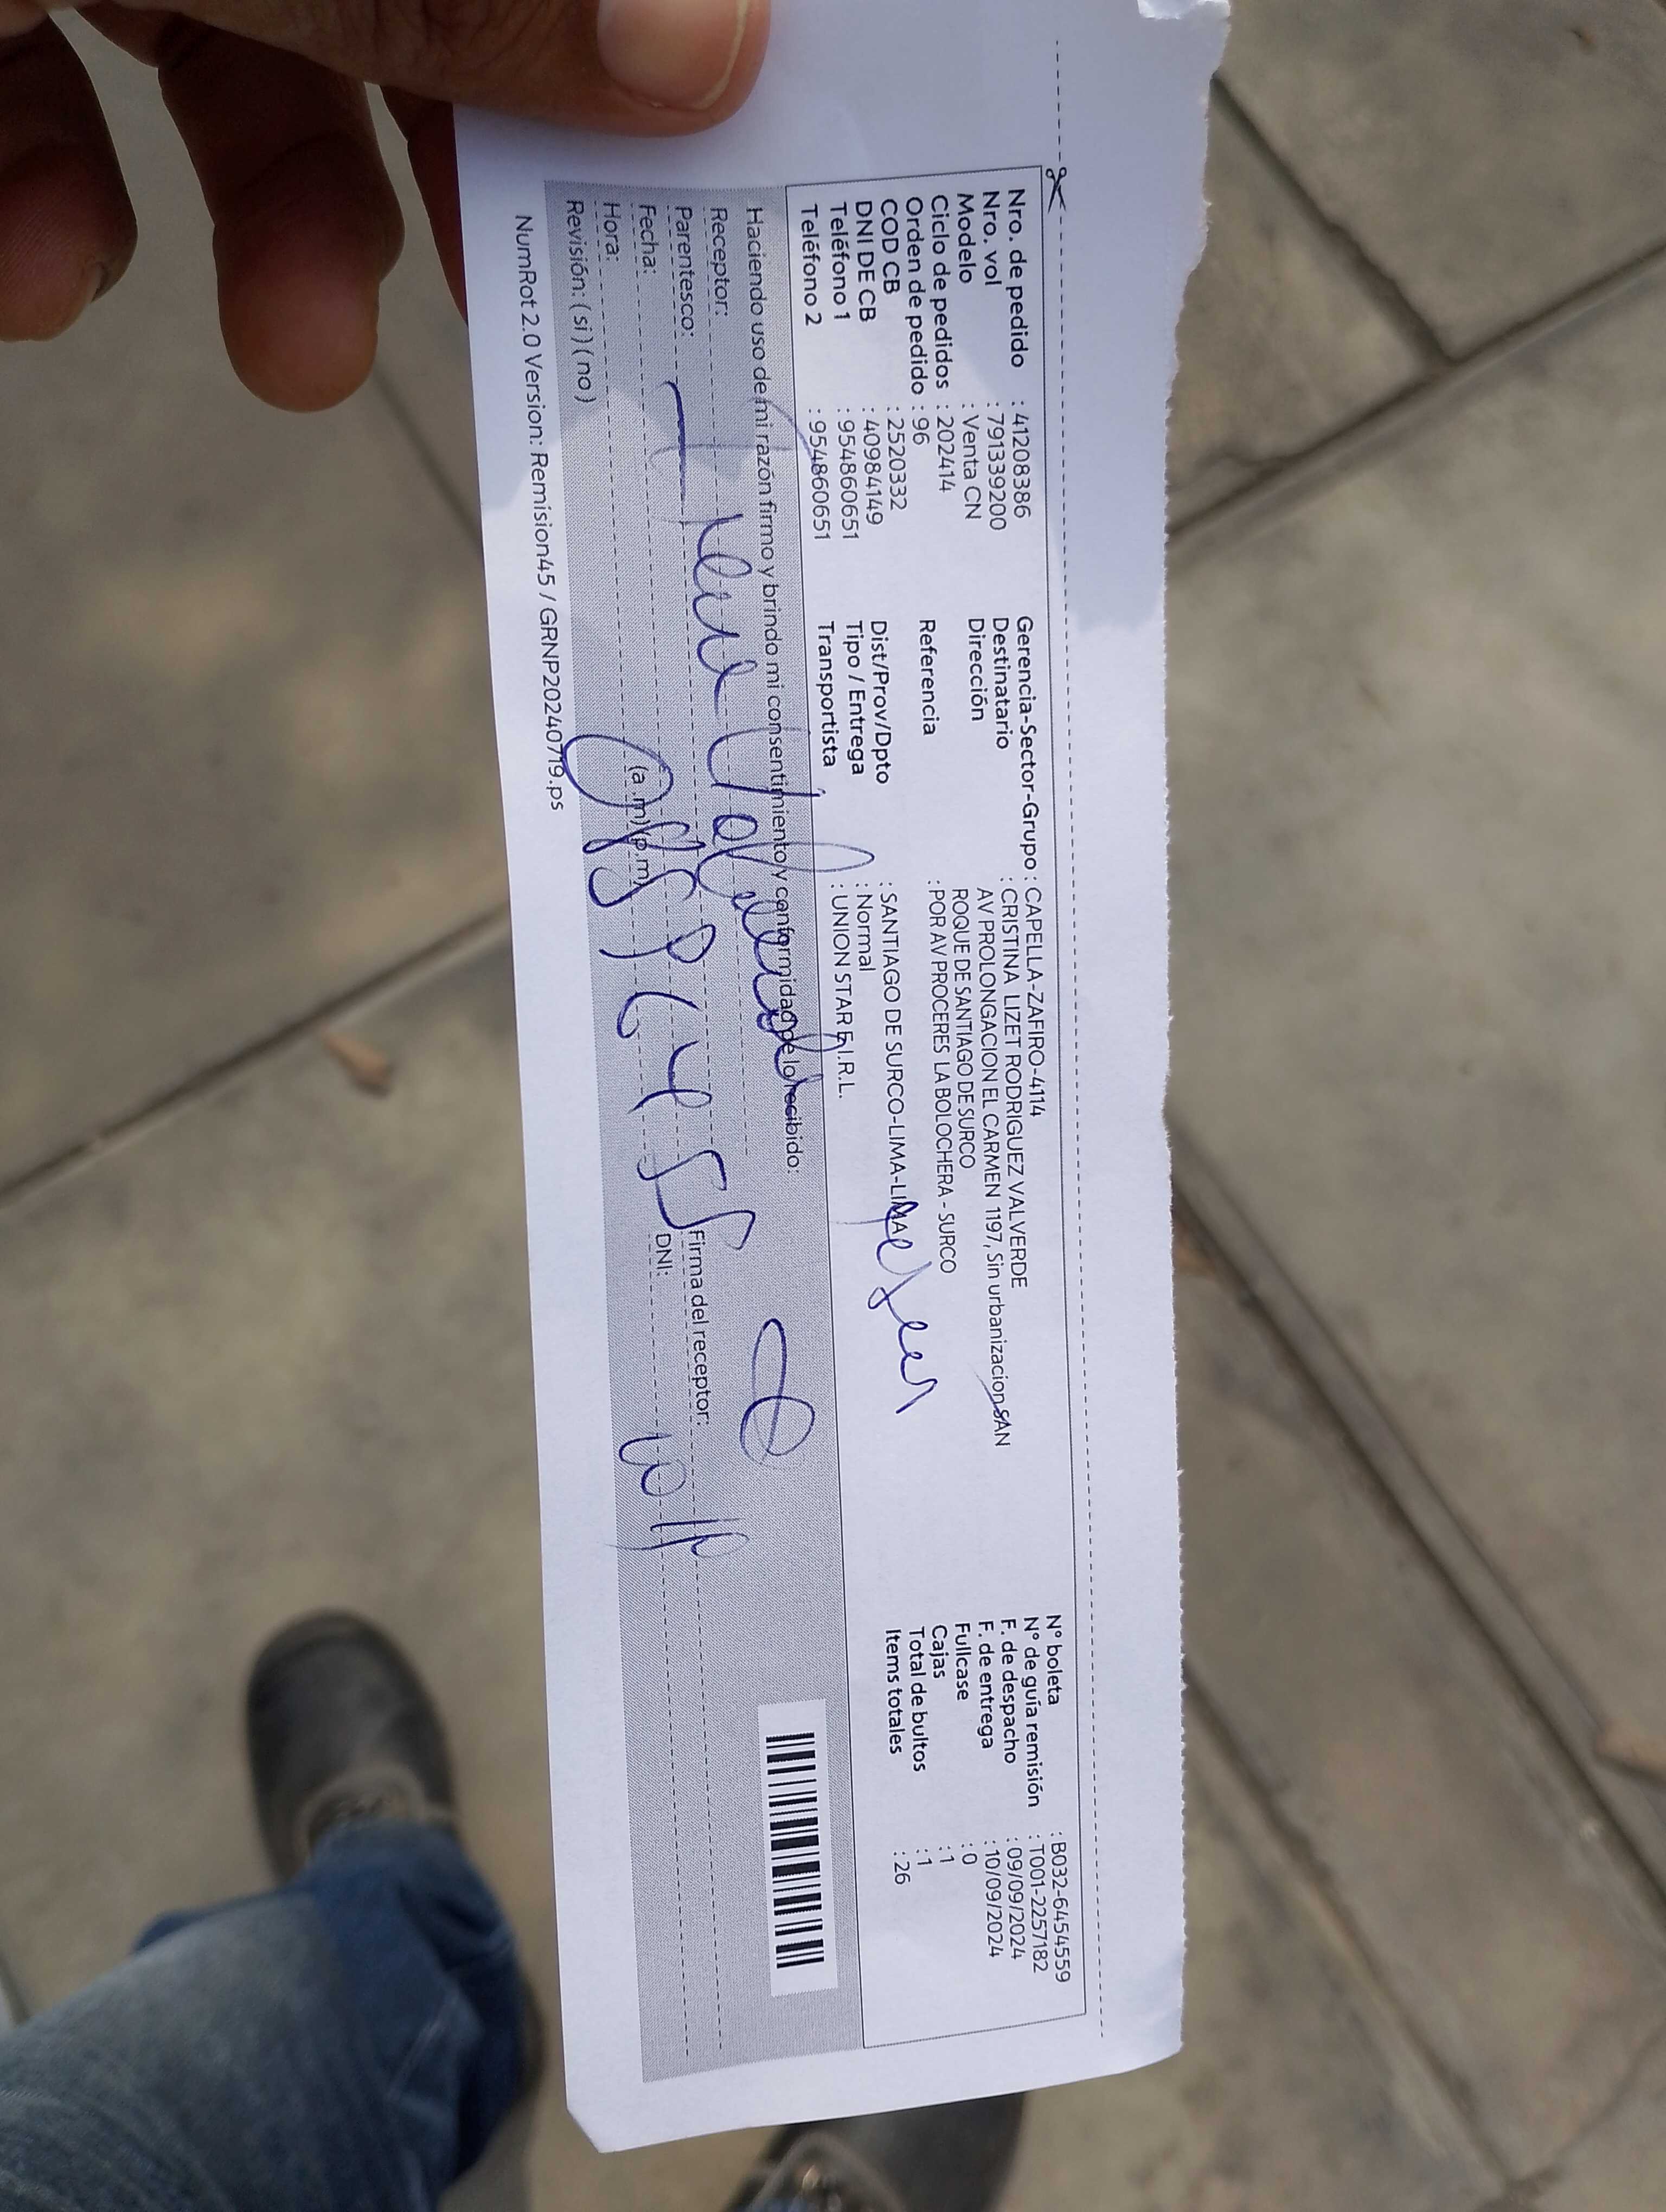 Nro. de pedido : 41208386
Nro. vol : 791339200
Modelo : Venta CN
Ciclo de pedidos : 202414
Orden de pedido : 96
COD CB : 2520332
DNI DE CB : 40984149
Teléfono 1 : 954860651
Teléfono 2 : 954860651
Gerencia-Sector-Grupo : CAPELLA-ZAFIRO-4114
Destinatario : CRISTINA LIZET RODRIGUEZ VALVERDE
Dirección AV PROLONGACION EL CARMEN 1197, Sin urbanizacion SAN
ROQUE DE SANTIAGO DE SURCO
Referencia : POR AV PROCERES LA BOLOCHERA - SURCO
Dist/Prov/Dpto : SANTIAGO DE SURCO-LIMA-LIMA
Tipo / Entrega : Normal
Transportista : UNION STAR E.I.R.L.
N° boleta : B032-6454559
N° de guía remisión : T001-2257182
F. de despacho : 09/09/2024
F. de entrega : 10/09/2024
Fullcase : 0
Cajas : 1
Total de bultos : 1
Items totales : 26
Haciendo uso de mi razón firmo y brindo mi consentimiento y conformidad de lo recibido:
Receptor:
Parentesco:
Fecha:
Hora: (a.m) (p.m)
Revisión: ( si ) ( no )
Firma del receptor:
DNI:
NumRot 2.0 Version: Remision45 / GRNP20240719.ps